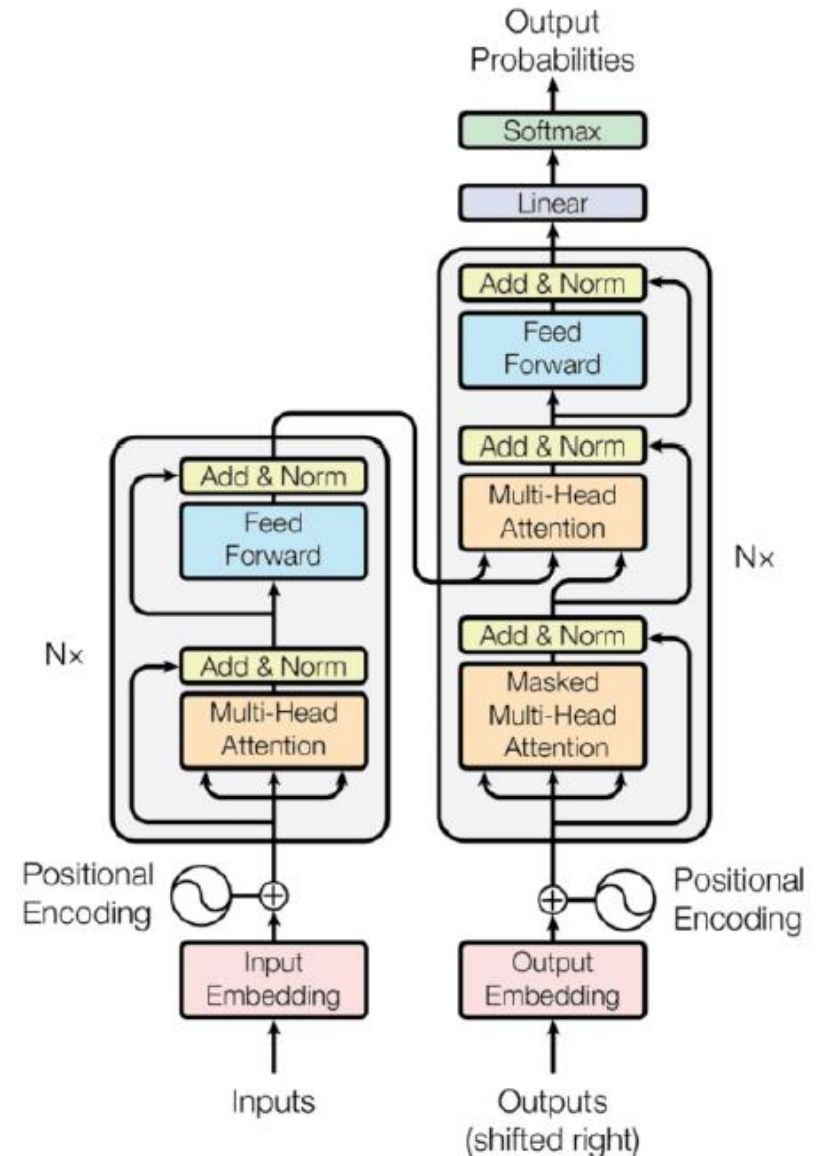 Output
Probabilities
Softmax
Linear
Add & Norm
Feed
Forward
Add & Norm
Multi-Head
Attention
Nx
Add & Norm
Masked
Multi-Head
Attention
Add & Norm
Feed
Forward
Nx
Add & Norm
Multi-Head
Attention
Positional
Encoding
Positional
Encoding
Input
Embedding
Output
Embedding
Inputs
Outputs
(shifted right)